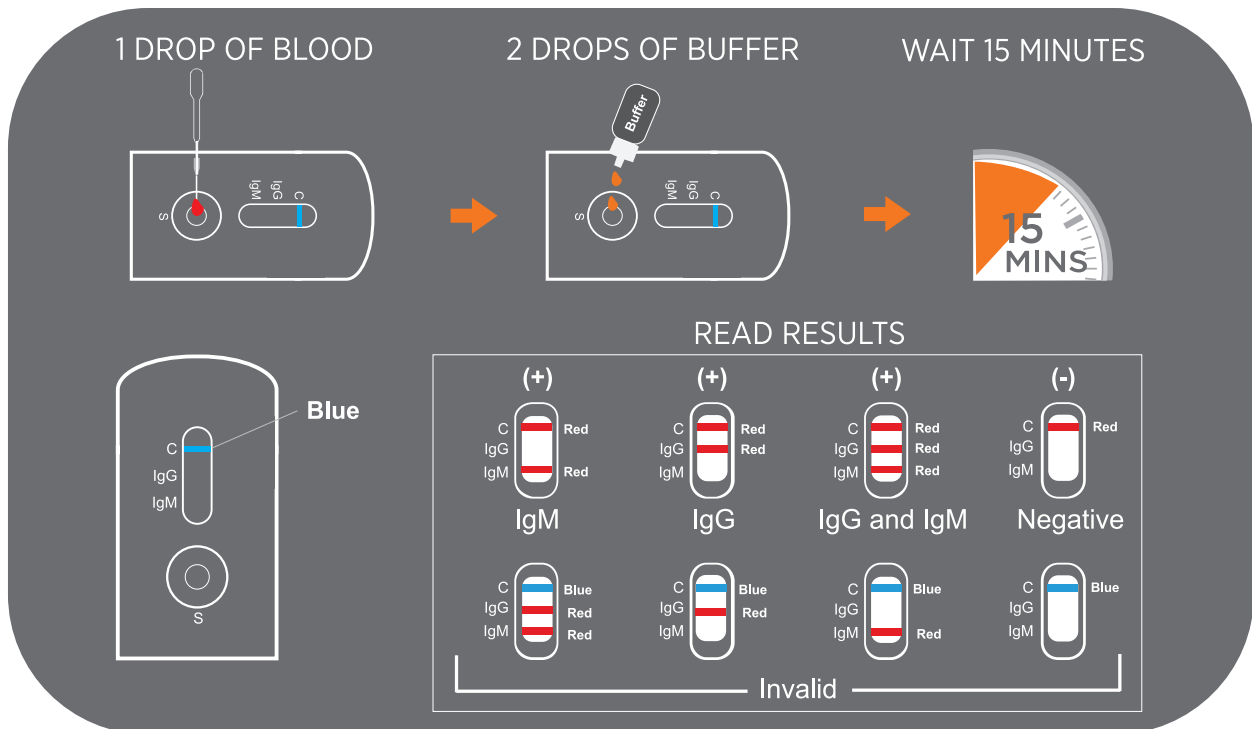 1 DROP OF BLOOD
2 DROPS OF BUFFER
WAIT 15 MINUTES
S
IgM
IgG
C
Buffer
S
IgM
IgG
C
15
MINS
Blue
C
IgG
IgM
S
READ RESULTS
(+)
(+)
(+)
(-)
C Red
IgG
IgM Red
IgM
C Red
IgG Red
IgM
IgG
C Red
IgG Red
IgM Red
IgG and IgM
C Red
IgG
IgM
Negative
C Blue
IgG Red
IgM Red
C Blue
IgG Red
IgM
C Blue
IgG
IgM Red
C Blue
IgG
IgM
Invalid